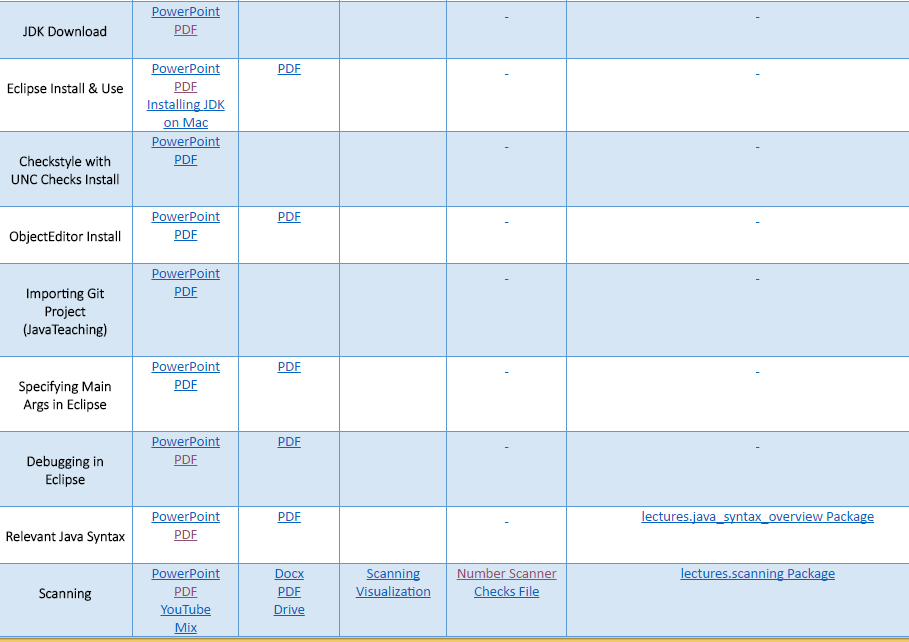 JDK Download
PowerPoint
PDF
-
-
Eclipse Install & Use
PowerPoint
PDF
Installing JDK
on Mac
PDF
-
-
Checkstyle with
UNC Checks Install
PowerPoint
PDF
-
-
ObjectEditor Install
PowerPoint
PDF
PDF
-
-
Importing Git
Project
(JavaTeaching)
PowerPoint
PDF
-
-
Specifying Main
Args in Eclipse
PowerPoint
PDF
PDF
-
-
Debugging in
Eclipse
PowerPoint
PDF
PDF
-
-
Relevant Java Syntax
PowerPoint
PDF
PDF
-
lectures.java_syntax_overview Package
Scanning
PowerPoint
PDF
YouTube
Mix
Docx
PDF
Drive
Scanning
Visualization
Number Scanner
Checks File
lectures.scanning Package